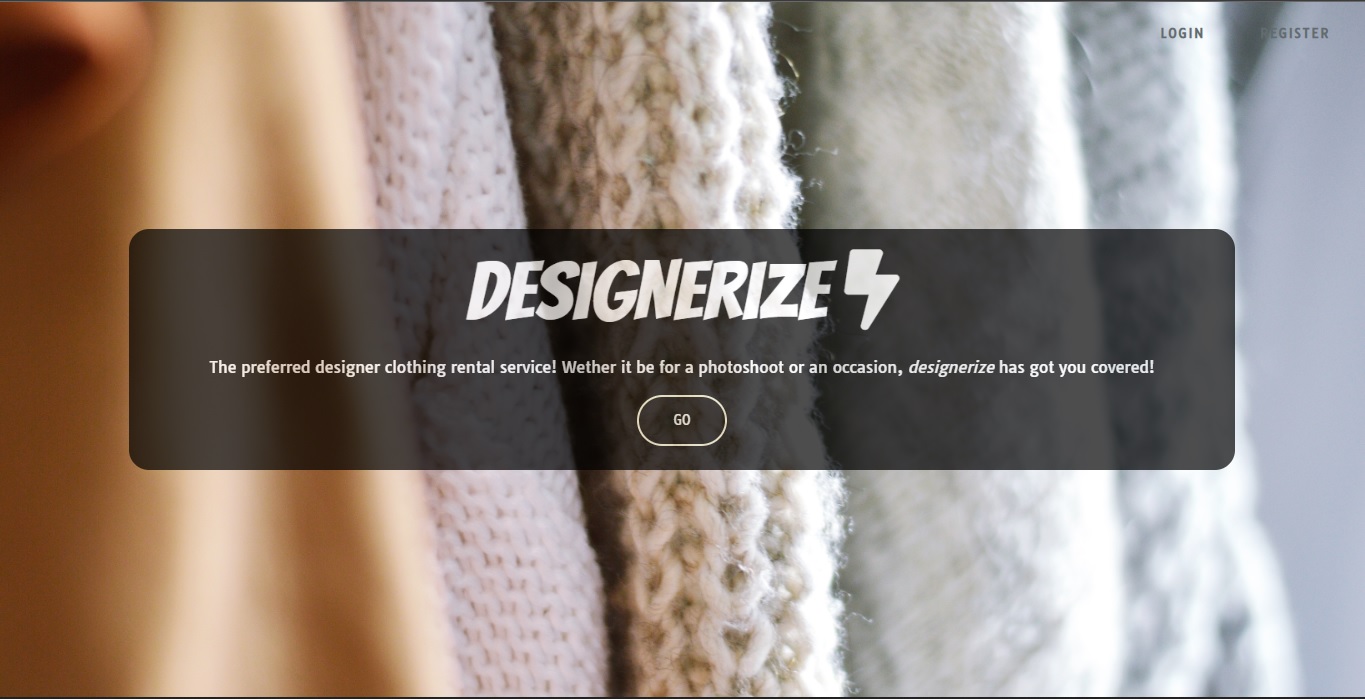 LOGIN REGISTER
DESIGNERIZE
The preferred designer clothing rental service! Wether it be for a photoshoot or an occasion, designerize has got you covered!
GO